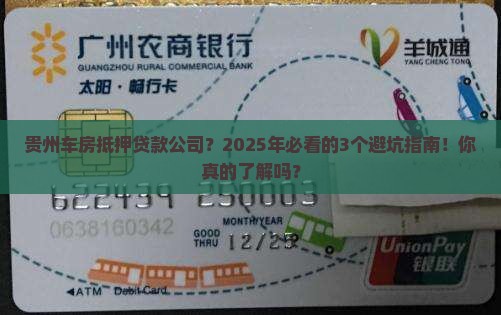 广州农商银行
GUANGZHOU RURAL COMMERCIAL BANK
太阳·畅行卡
羊城通
YANG CHENG TONG
贵州车房抵押贷款公司？2025年必看的3个避坑指南！你
真的了解吗？
0638160342
MONTH/YEAR
GOOD
THRU
12/25
◀ATM
Debit Card
UnionPay
银联